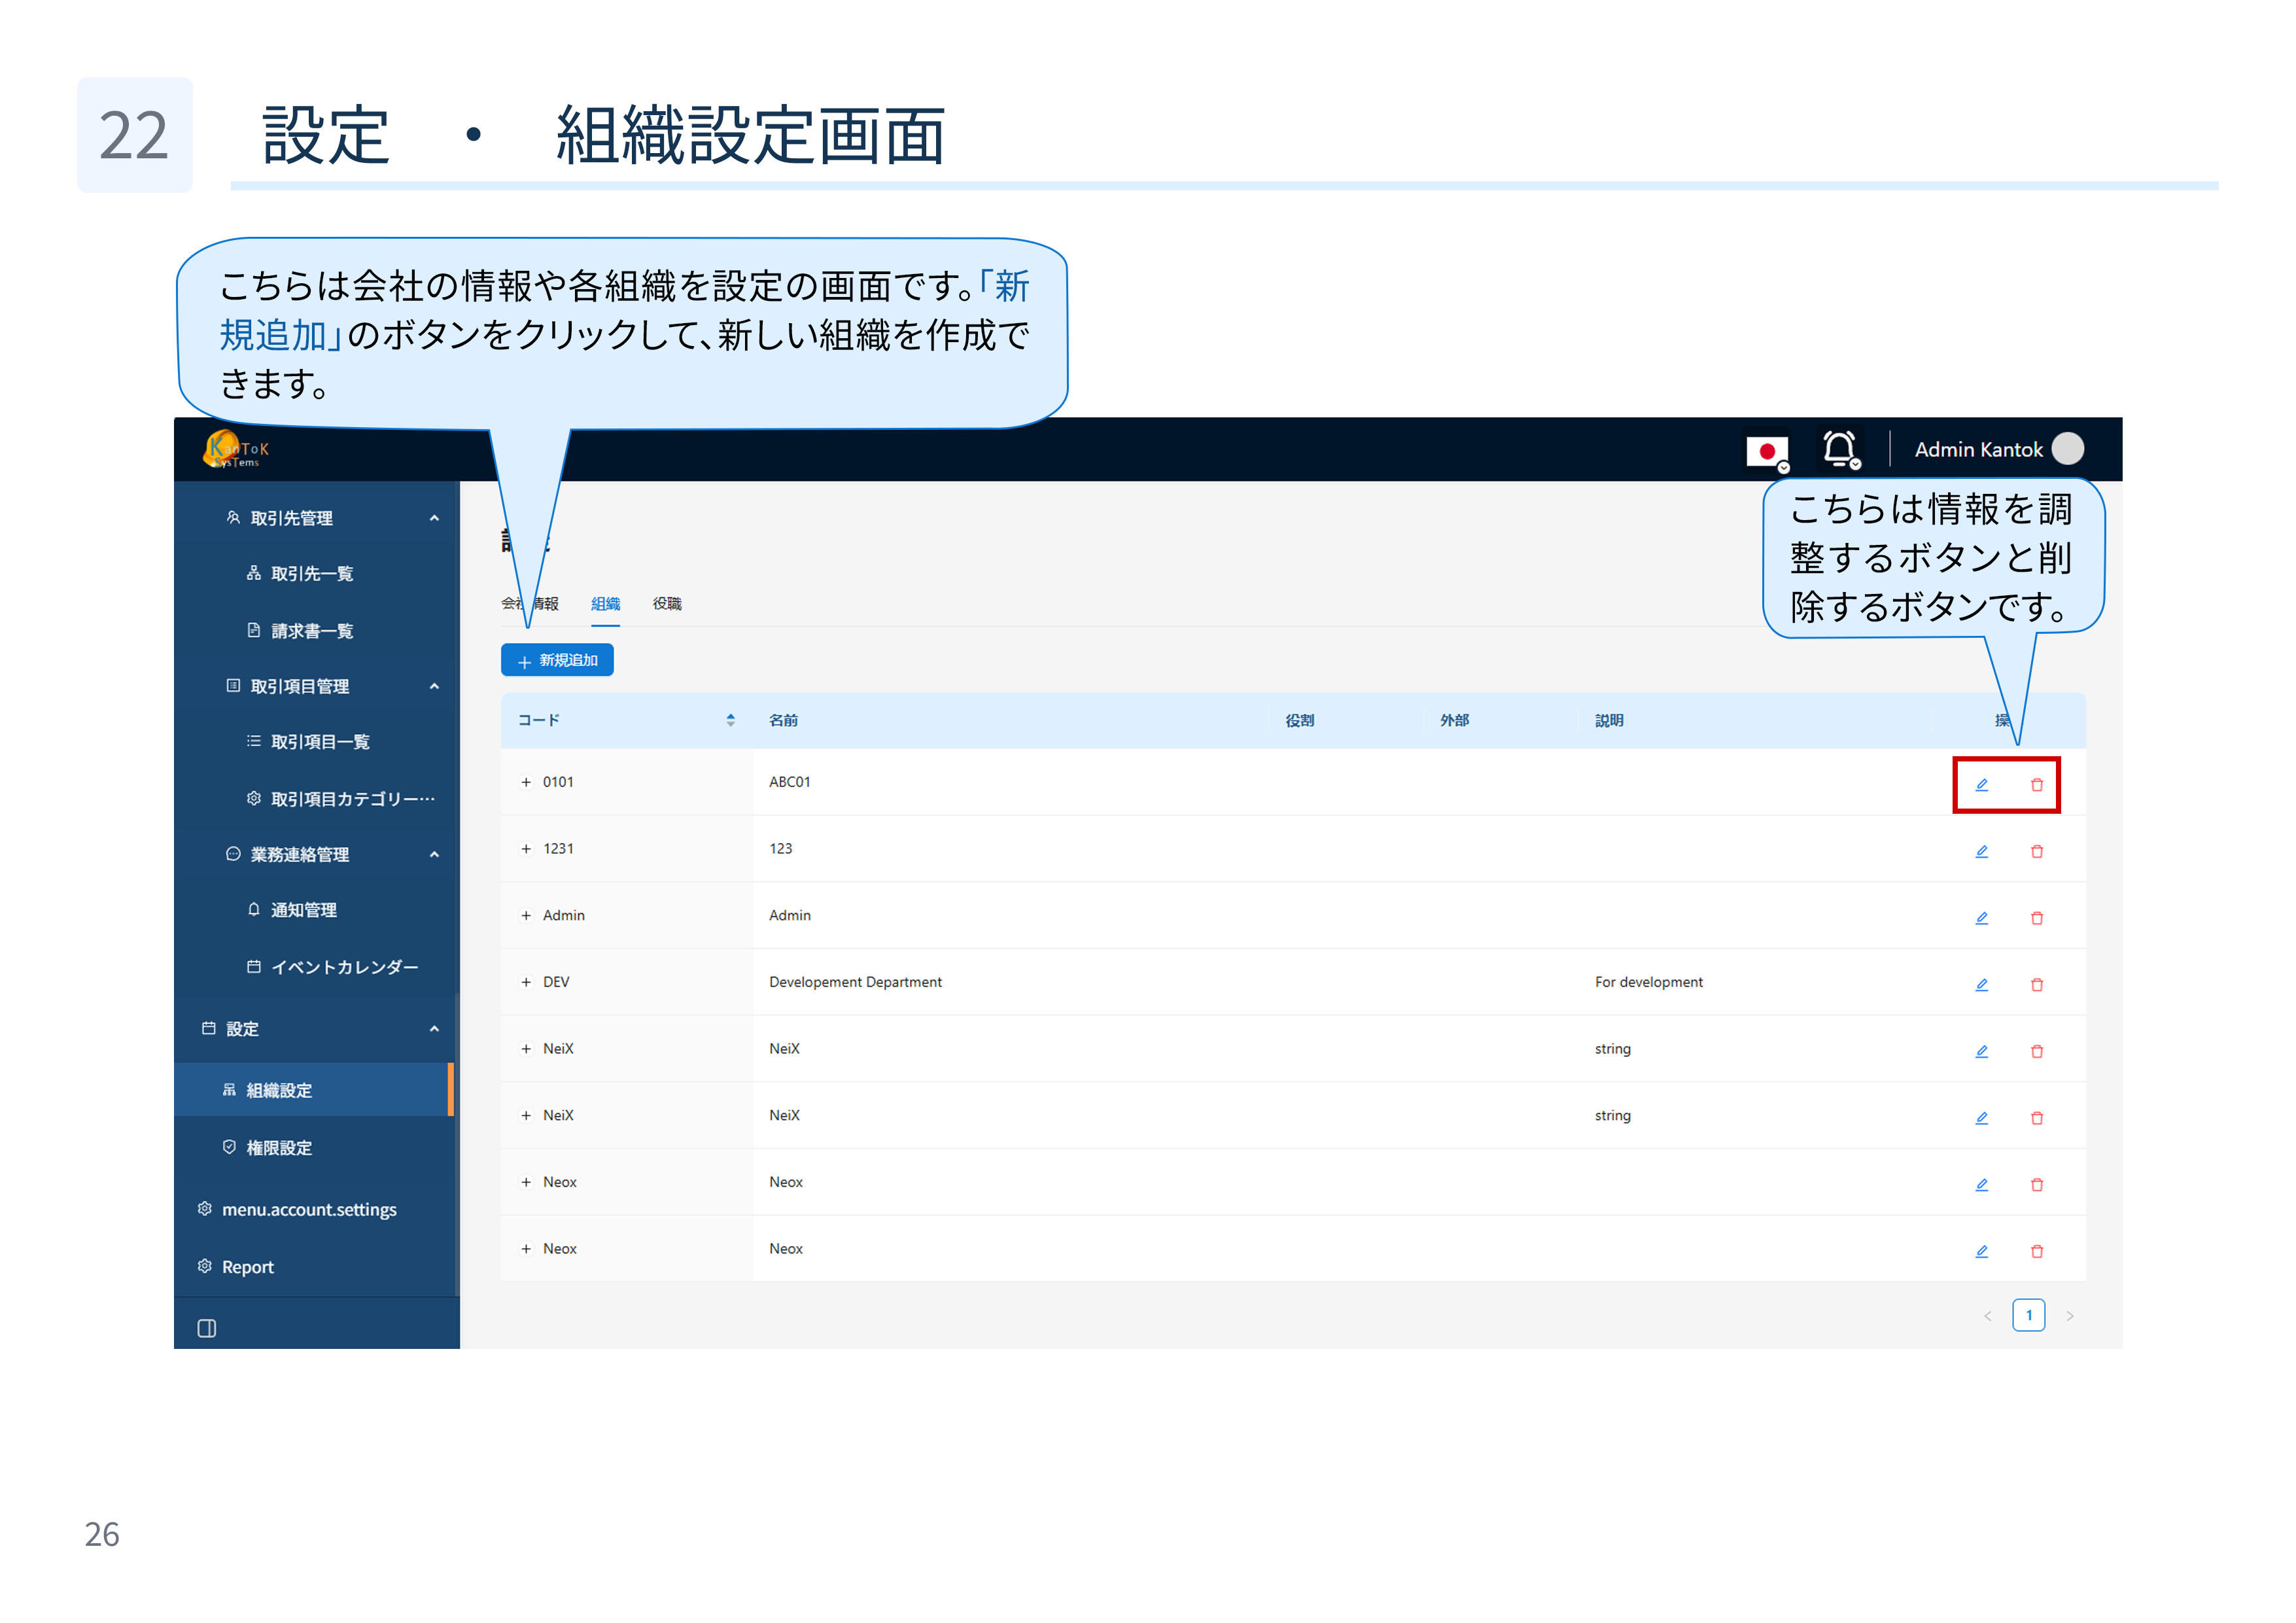 22
設定 ・ 組織設定画面
こちらは会社の情報や各組織を設定の画面です。「新
規追加」のボタンをクリックして、新しい組織を作成で
きます。
KanToK
SysTems
Admin Kantok
こちらは情報を調
整するボタンと削
除するボタンです。
取引先管理
取引先一覧
請求書一覧
取引項目管理
取引項目一覧
取引項目カテゴリー…
業務連絡管理
通知管理
イベントカレンダー
設定
組織設定
権限設定
menu.account.settings
Report
情報 組織 役職
+ 新規追加
コード 名前 役割 外部 説明
+ 0101 ABC01
+ 1231 123
+ Admin Admin
+ DEV Developement Department For development
+ NeiX NeiX string
+ NeiX NeiX string
+ Neox Neox
+ Neox Neox
< 1 >
26